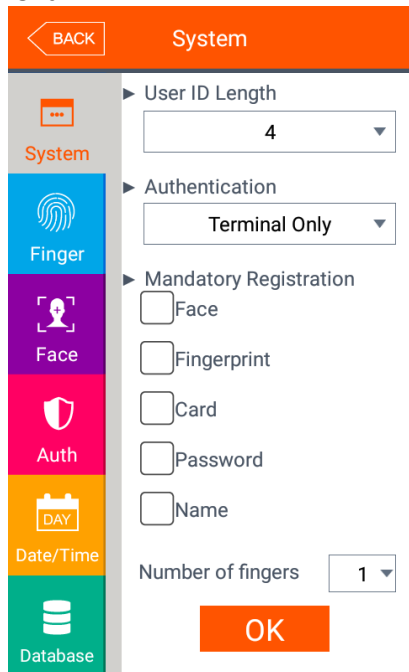 BACK
System
System
Finger
Face
Auth
DAY
Date/Time
Database
► User ID Length
4
► Authentication
Terminal Only
► Mandatory Registration
Face
Fingerprint
Card
Password
Name
Number of fingers 1
OK